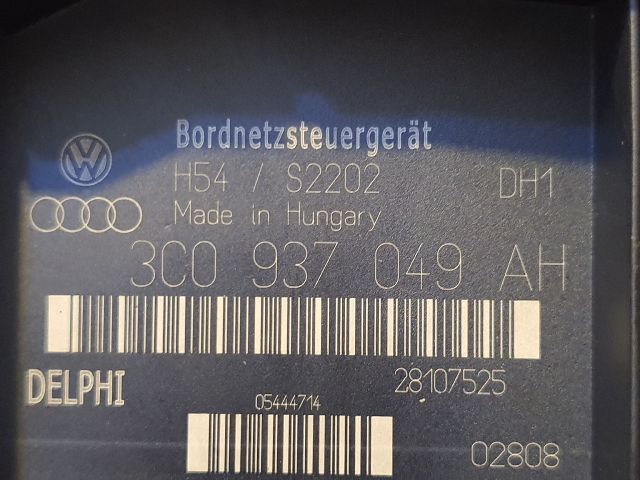 Bordnetzsteuergerät
H54 / S2202 DH1
Made in Hungary
3C0 937 049 AH
DELPHI 28107525
05444714
02808